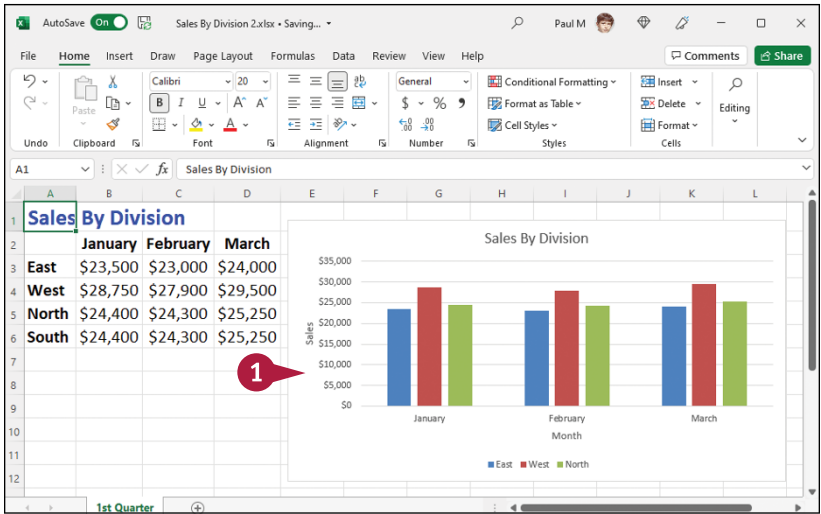 AutoSave On Sales By Division 2.xlsx • Saving... Paul M
File Home Insert Draw Page Layout Formulas Data Review View Help Comments Share
Calibri 20 General Conditional Formatting Insert
Paste B I U A A $ % Format as Table Delete Editing
A Cell Styles Format
Undo Clipboard Font Alignment Number Styles Cells
A1 fx Sales By Division
A B C D E F G H I J K L
1 Sales By Division
2 January February March
3 East $23,500 $23,000 $24,000
4 West $28,750 $27,900 $29,500
5 North $24,400 $24,300 $25,250
6 South $24,400 $24,300 $25,250
7
8
9
10
11
12
Sales By Division
$35,000
$30,000
$25,000
$20,000
$15,000
$10,000
$5,000
$0
Sales
January February March
Month
East West North
1
1st Quarter